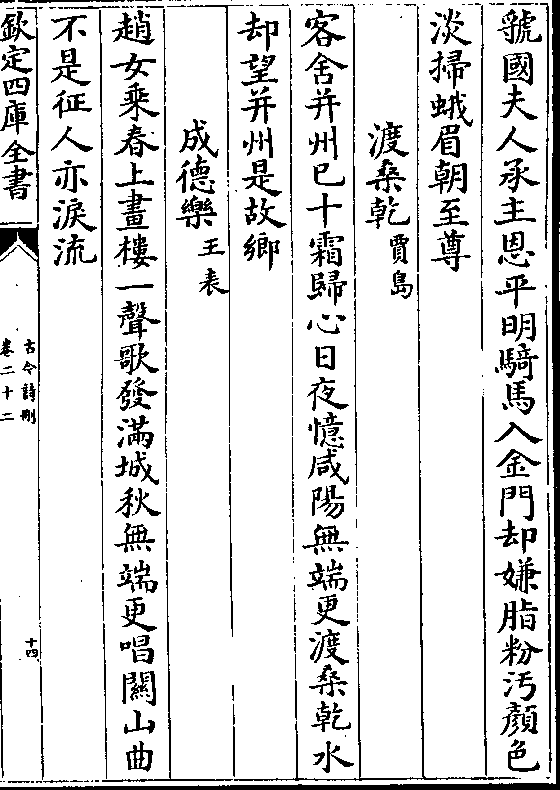 虢國夫人承主恩平明騎馬入金門却嫌脂粉汚顔色
淡掃蛾眉朝至尊
渡桑乾賈島
客舍并州已十霜歸心日夜憶咸陽無端更渡桑乾水
却望并州是故鄉
成德樂王表
趙女乘春上畫樓一聲歌發滿城秋無端更唱關山曲
不是征人亦淚流
欽定四庫全書
古今詩刪
卷二十二
十四